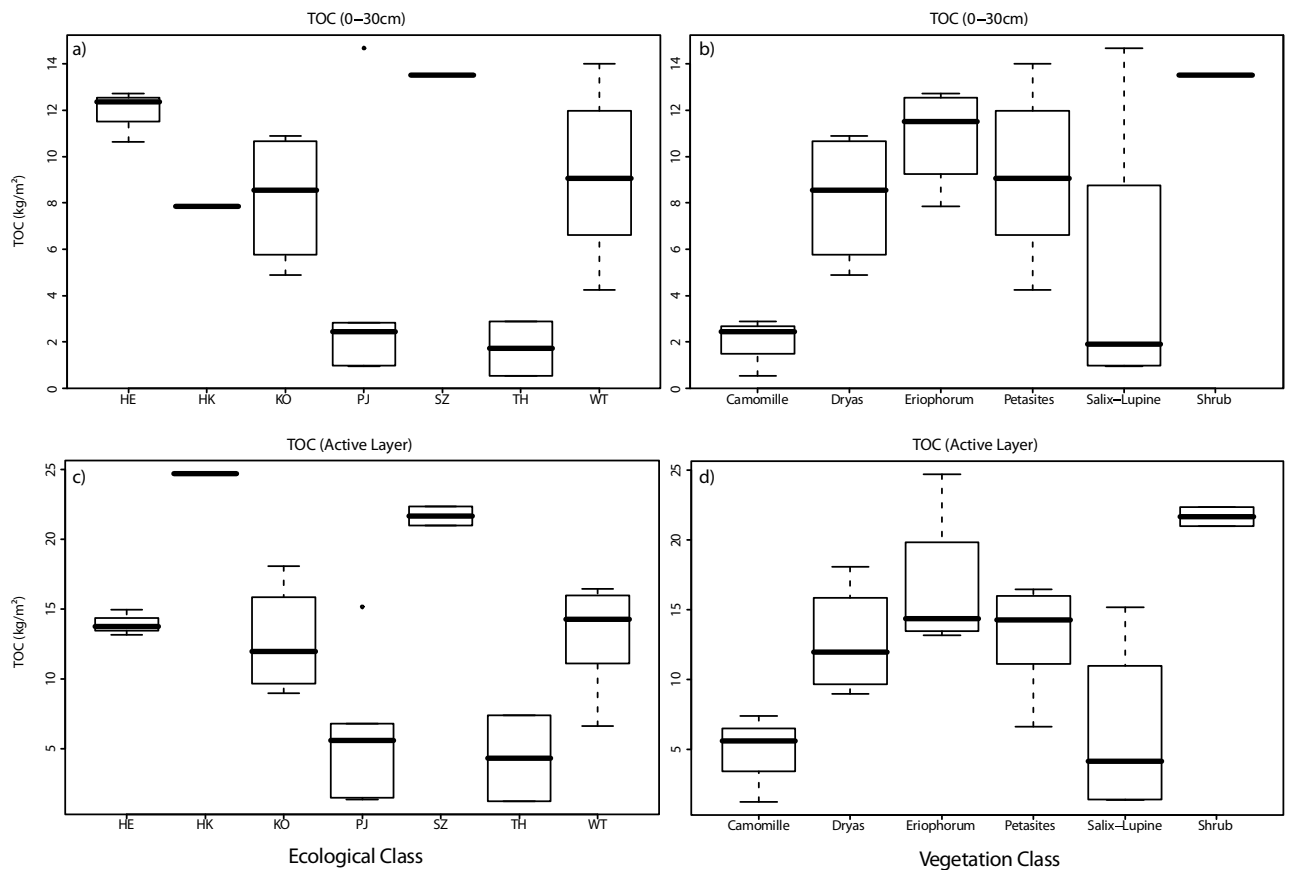 TOC (0–30cm)
a)
TOC (kg/m²)
14
12
10
8
6
4
2
0
HE HK KO PJ SZ TH WT
TOC (0–30cm)
b)
14
12
10
8
6
4
2
0
Camomille Dryas Eriophorum Petasites Salix–Lupine Shrub
TOC (Active Layer)
c)
TOC (kg/m²)
25
20
15
10
5
HE HK KO PJ SZ TH WT
Ecological Class
TOC (Active Layer)
d)
25
20
15
10
5
Camomille Dryas Eriophorum Petasites Salix–Lupine Shrub
Vegetation Class